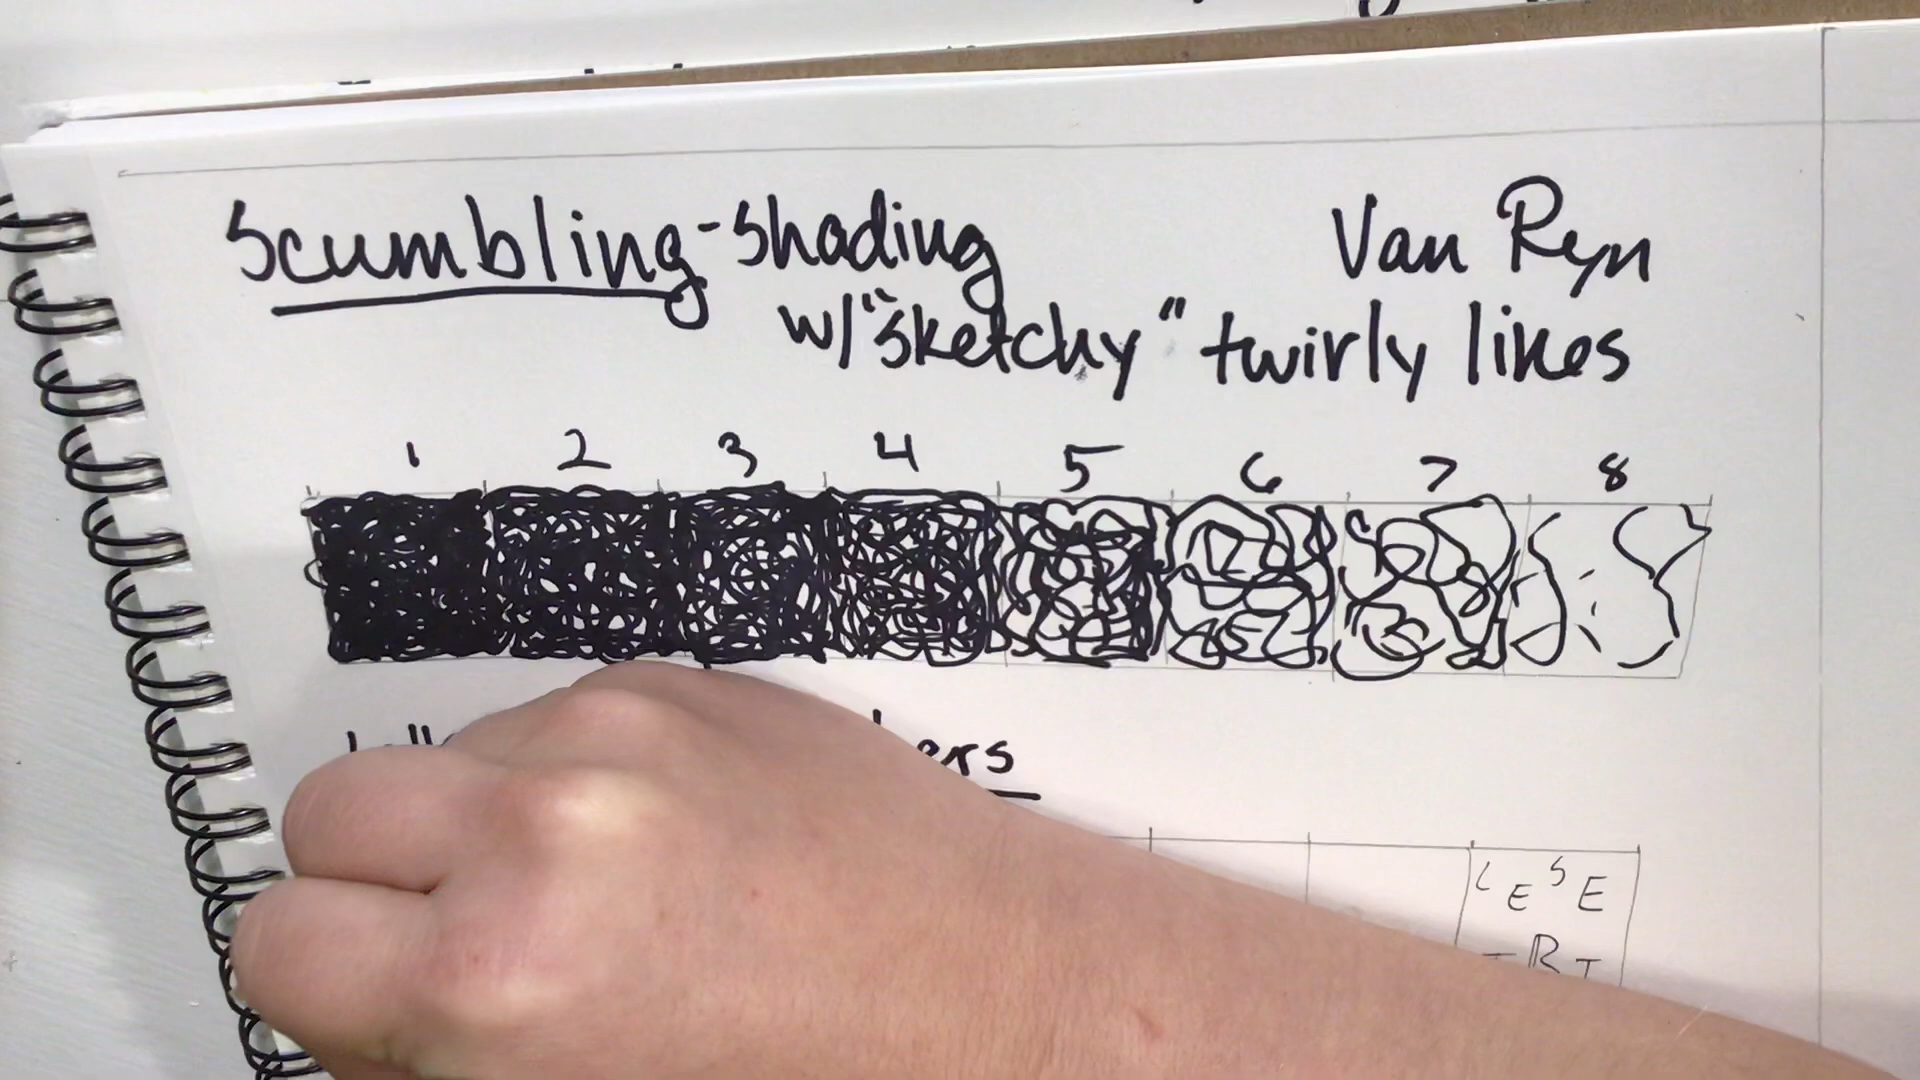 Scumbling-Shading
Van Ryn
w/"sketchy" twirly lines
1 2 3 4 5 6 7 8
L E S E
R I